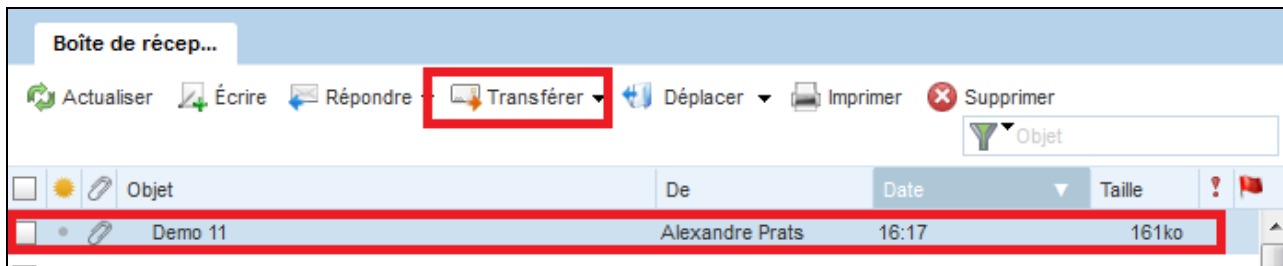 Boîte de récep...
Actualiser Écrire Répondre Transférer Déplacer Imprimer Supprimer
Objet
Objet De Date Taille
Demo 11 Alexandre Prats 16:17 161ko